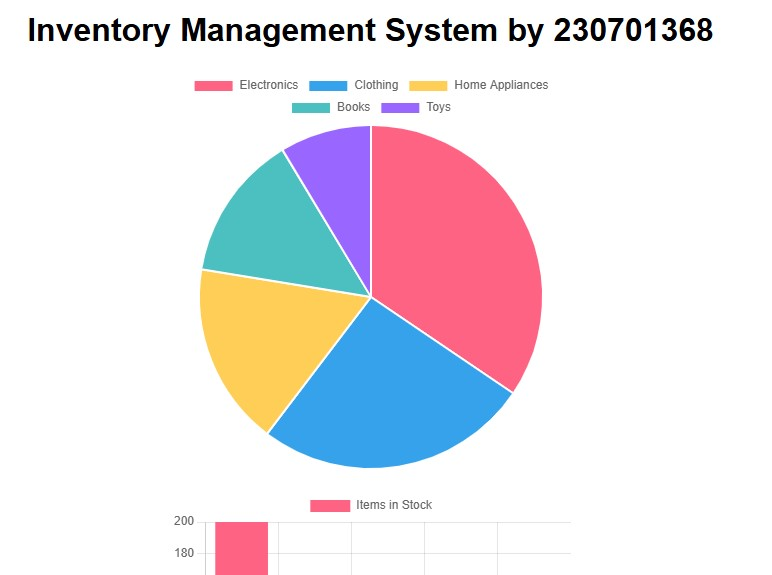 Inventory Management System by 230701368
Electronics Clothing Home Appliances
Books Toys
Items in Stock
200
180